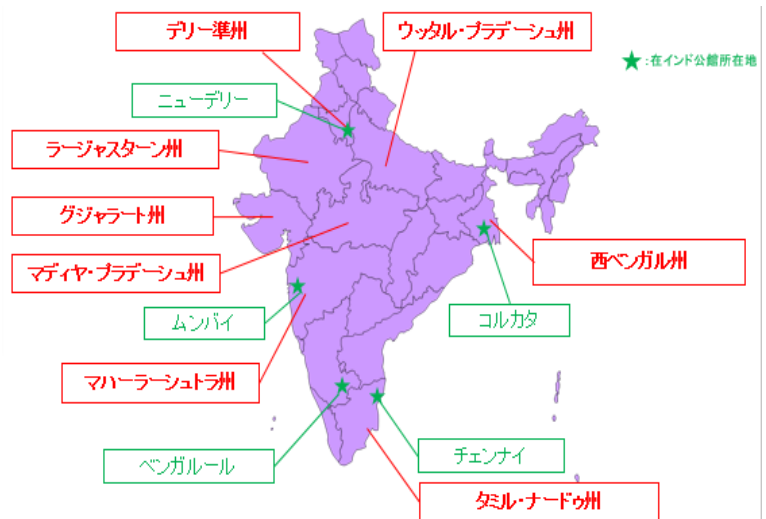 デリー準州
ウッタル・プラデーシュ州
★:在インド公館所在地
ニューデリー
ラージャスターン州
グジャラート州
西ベンガル州
マディヤ・プラデーシュ州
ムンバイ
コルカタ
マハーラーシュトラ州
ベンガルール
チェンナイ
タミル・ナードゥ州